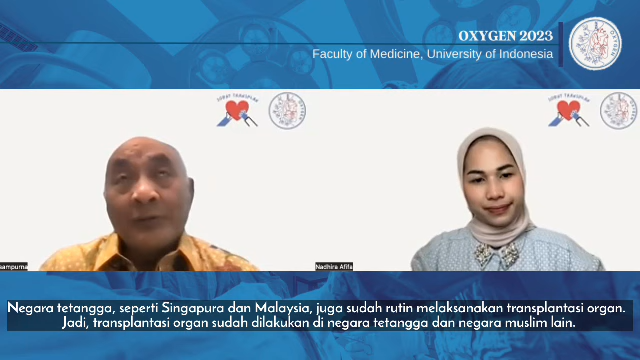 OXYGEN 2023
Faculty of Medicine, University of Indonesia
sampurna
Nadhira Afifa
Negara tetangga, seperti Singapura dan Malaysia, juga sudah rutin melaksanakan transplantasi organ.
Jadi, transplantasi organ sudah dilakukan di negara tetangga dan negara muslim lain.